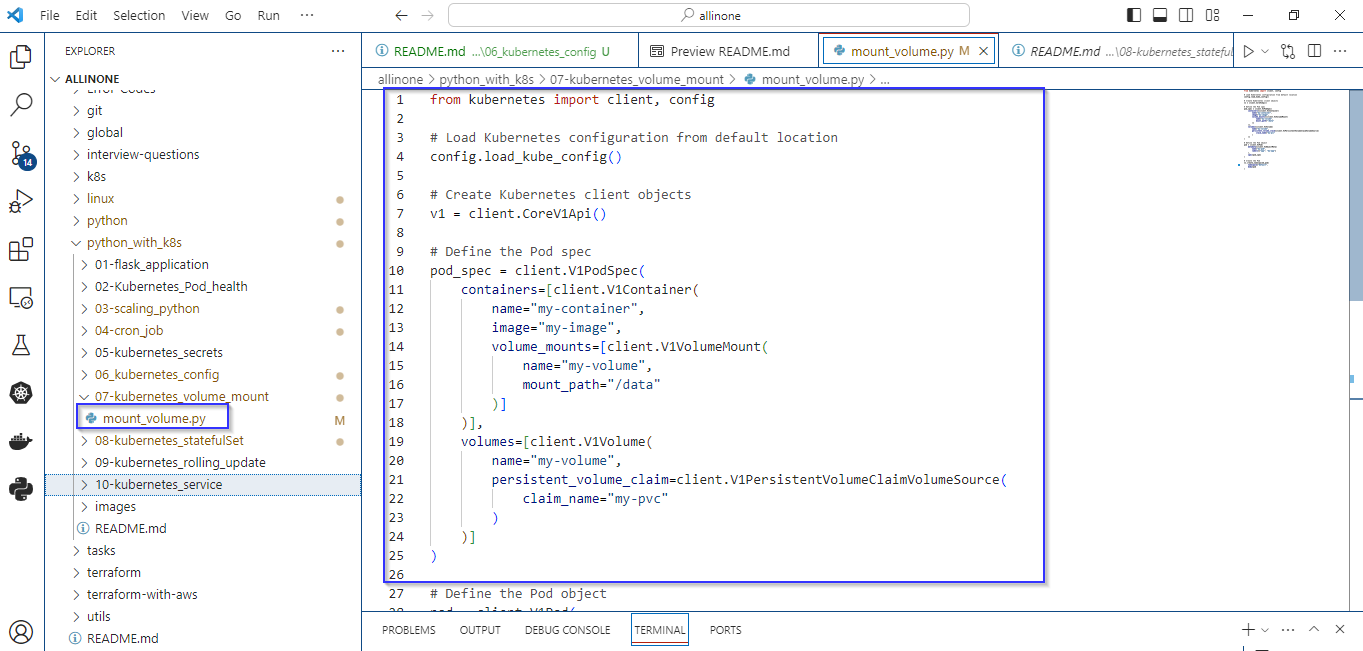 File Edit Selection View Go Run ···
allinone
EXPLORER ···
ALLINONE
Error-Codes
git
global
interview-questions
k8s
linux
python
python_with_k8s
01-flask_application
02-Kubernetes_Pod_health
03-scaling_python
04-cron_job
05-kubernetes_secrets
06_kubernetes_config
07-kubernetes_volume_mount
mount_volume.py M
08-kubernetes_statefulSet
09-kubernetes_rolling_update
10-kubernetes_service
images
README.md
tasks
terraform
terraform-with-aws
utils
README.md
14
README.md ...\06_kubernetes_config U
Preview README.md
mount_volume.py M
README.md ...\08-kubernetes_stateful
allinone > python_with_k8s > 07-kubernetes_volume_mount > mount_volume.py > ...
1 from kubernetes import client, config
2
3 # Load Kubernetes configuration from default location
4 config.load_kube_config()
5
6 # Create Kubernetes client objects
7 v1 = client.CoreV1Api()
8
9 # Define the Pod spec
10 pod_spec = client.V1PodSpec(
11 containers=[client.V1Container(
12 name="my-container",
13 image="my-image",
14 volume_mounts=[client.V1VolumeMount(
15 name="my-volume",
16 mount_path="/data"
17 )]
18 )],
19 volumes=[client.V1Volume(
20 name="my-volume",
21 persistent_volume_claim=client.V1PersistentVolumeClaimVolumeSource(
22 claim_name="my-pvc"
23 )
24 )]
25 )
26
27 # Define the Pod object
28 pod = client.V1Pod(
PROBLEMS OUTPUT DEBUG CONSOLE TERMINAL PORTS